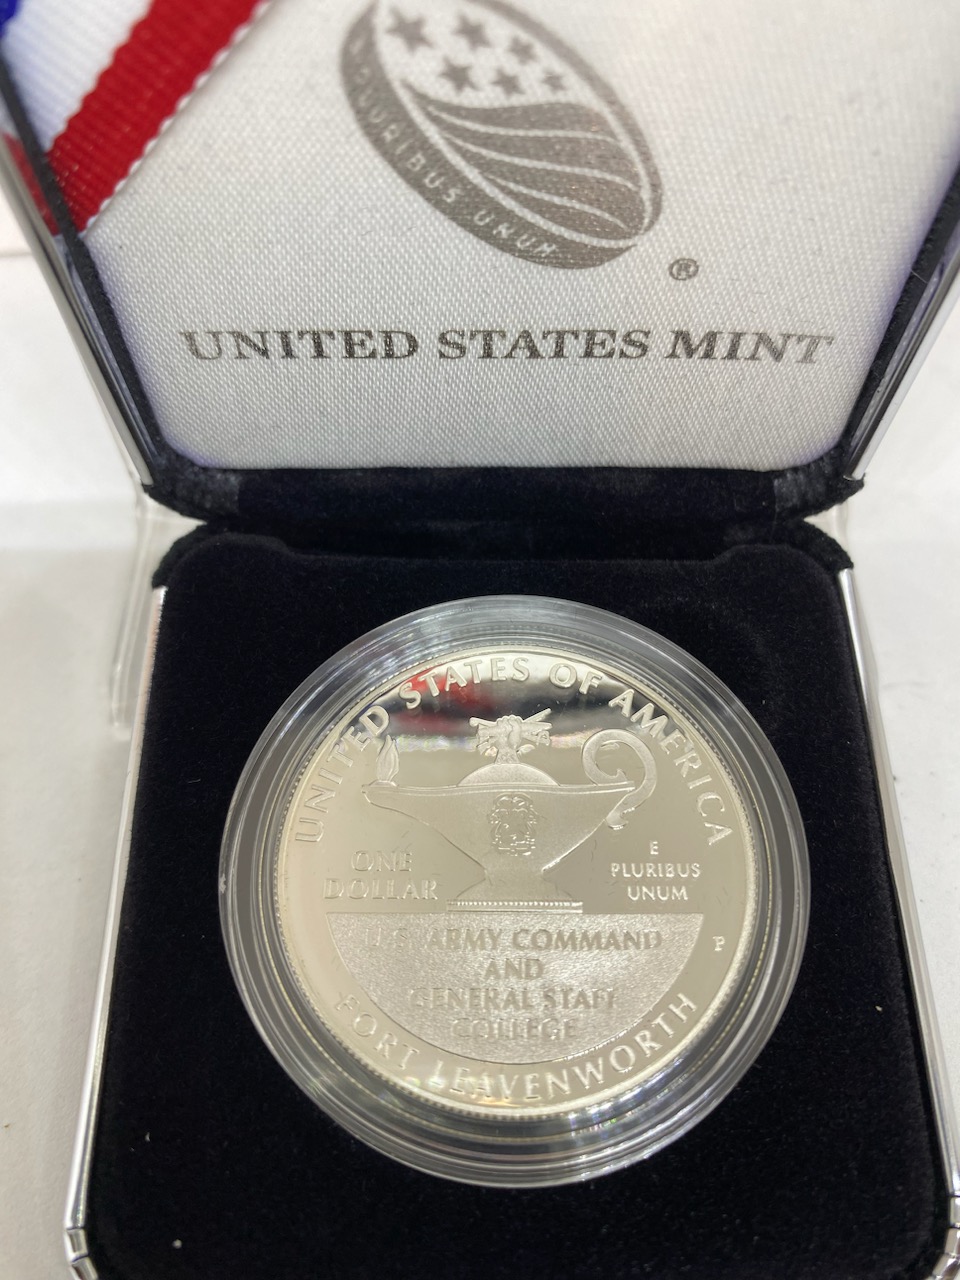 E PLURIBUS UNUM
®
UNITED STATES MINT
UNITED STATES OF AMERICA
ONE
DOLLAR
E
PLURIBUS
UNUM
P
U.S. ARMY COMMAND
AND
GENERAL STAFF
COLLEGE
FORT LEAVENWORTH